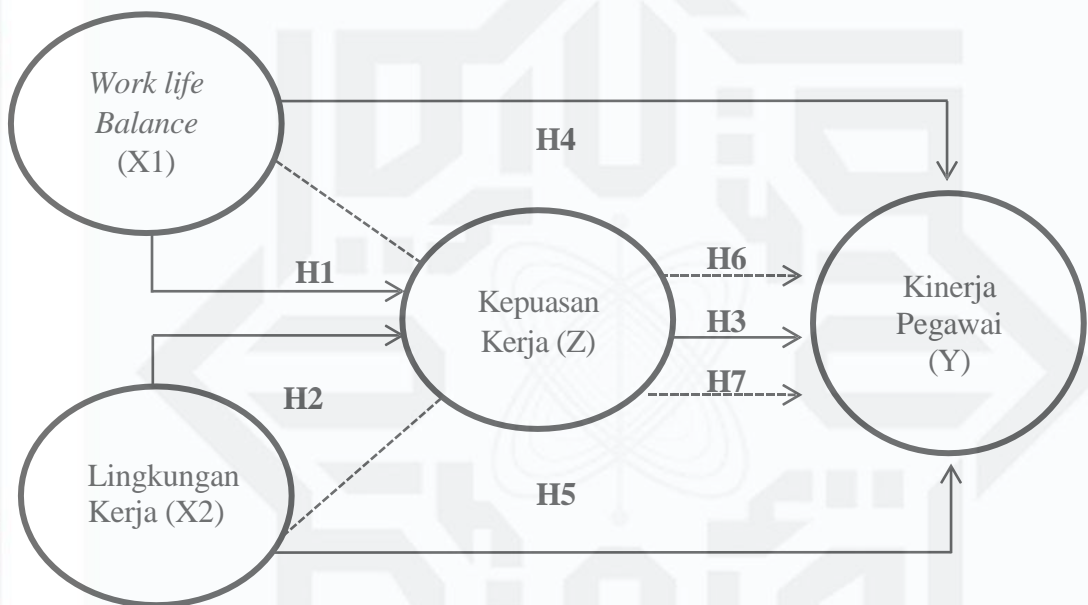 Work life
Balance
(X1)
H4
H1
Kepuasan
Kerja (Z)
H6
H3
H7
Kinerja
Pegawai
(Y)
H2
Lingkungan
Kerja (X2)
H5